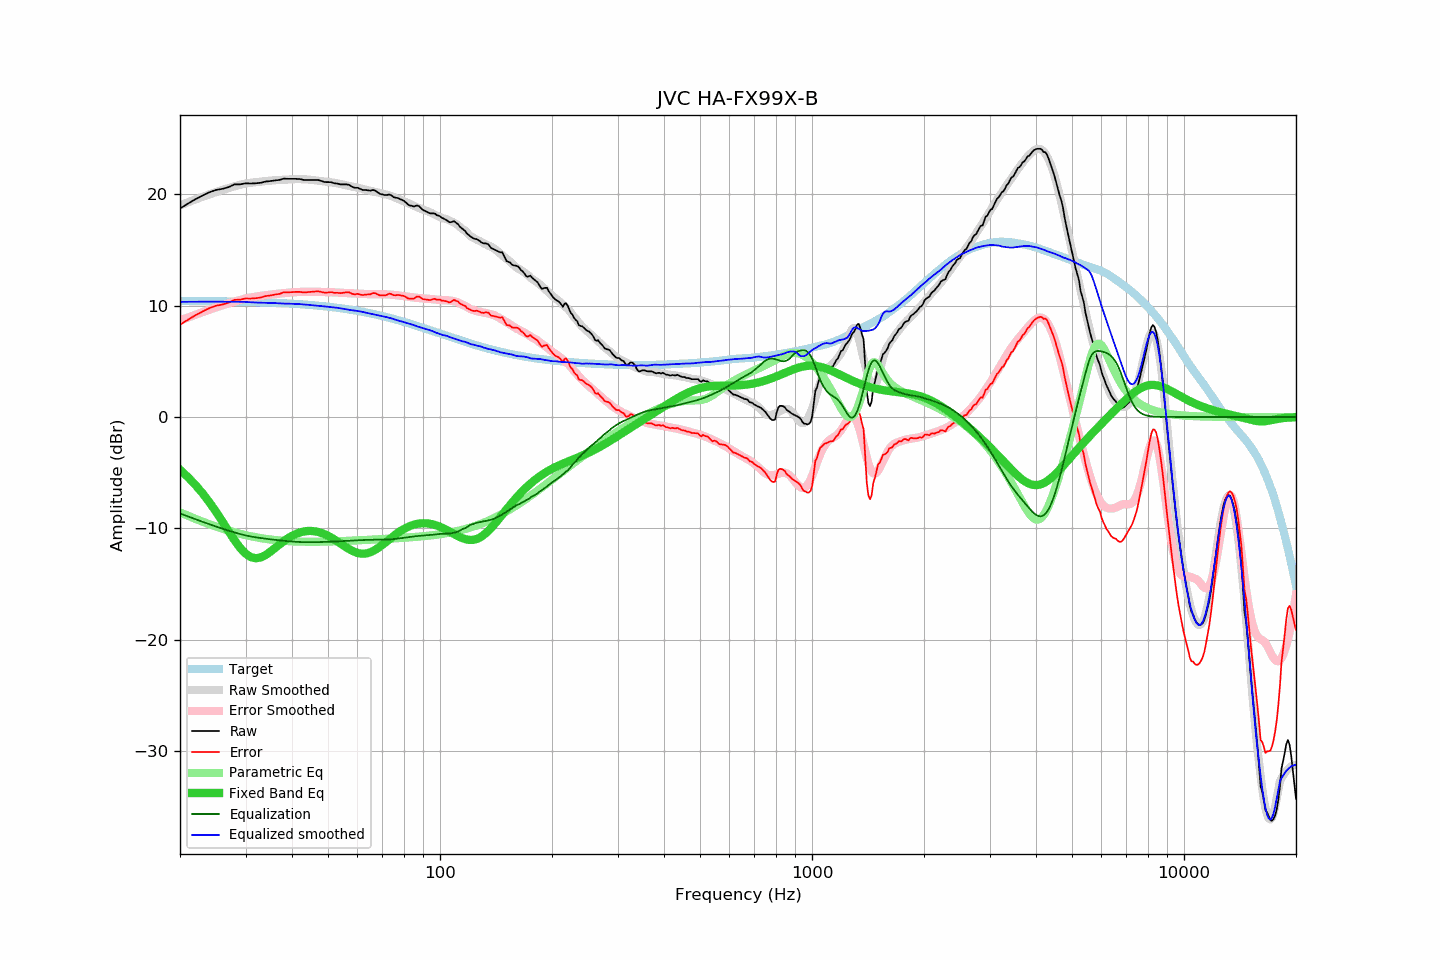 JVC HA-FX99X-B
20
10
0
−10
−20
−30
Amplitude (dBr)
Target
Raw Smoothed
Error Smoothed
Raw
Error
Parametric Eq
Fixed Band Eq
Equalization
Equalized smoothed
100 1000 10000
Frequency (Hz)